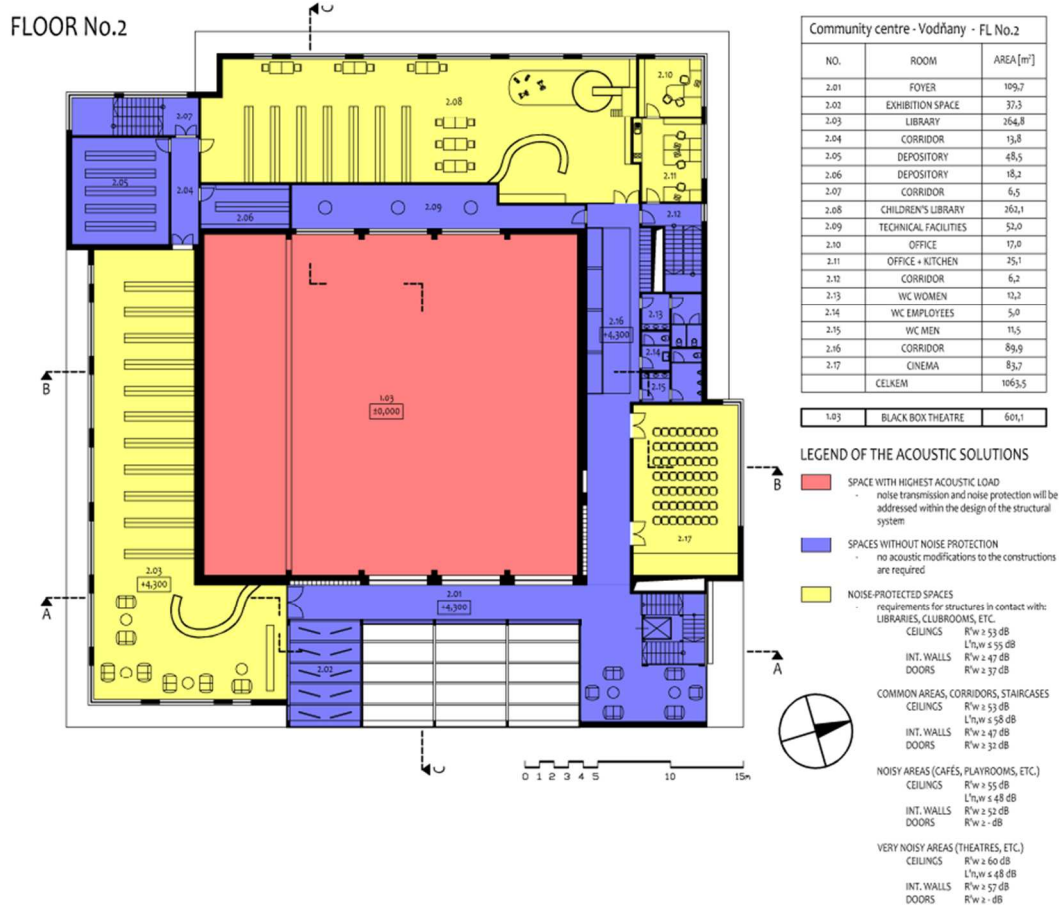 FLOOR No.2
C
2.10
2.08
2.07
2.05
2.04
2.11
2.06
2.09
2.12
2.16
+4,300
2.13
2.14
2.15
B
1.03
±0,000
B
2.17
2.03
+4,300
2.01
+4,300
A
2.02
A
C
0 1 2 3 4 5 10 15m
Community centre - Vodňany - FL No.2
NO. ROOM AREA [m²]
2.01 FOYER 109,7
2.02 EXHIBITION SPACE 37,3
2.03 LIBRARY 264,8
2.04 CORRIDOR 13,8
2.05 DEPOSITORY 48,5
2.06 DEPOSITORY 18,2
2.07 CORRIDOR 6,5
2.08 CHILDREN'S LIBRARY 262,1
2.09 TECHNICAL FACILITIES 52,0
2.10 OFFICE 17,0
2.11 OFFICE + KITCHEN 25,1
2.12 CORRIDOR 6,2
2.13 WC WOMEN 12,2
2.14 WC EMPLOYEES 5,0
2.15 WC MEN 11,5
2.16 CORRIDOR 89,9
2.17 CINEMA 83,7
CELKEM 1063,5
1.03 BLACK BOX THEATRE 601,1
LEGEND OF THE ACOUSTIC SOLUTIONS
SPACE WITH HIGHEST ACOUSTIC LOAD
- noise transmission and noise protection will be
addressed within the design of the structural
system
SPACES WITHOUT NOISE PROTECTION
- no acoustic modifications to the constructions
are required
NOISE-PROTECTED SPACES
- requirements for structures in contact with:
LIBRARIES, CLUBROOMS, ETC.
CEILINGS R'w ≥ 53 dB
L'n,w ≤ 55 dB
INT. WALLS R'w ≥ 47 dB
DOORS R'w ≥ 37 dB
COMMON AREAS, CORRIDORS, STAIRCASES
CEILINGS R'w ≥ 53 dB
L'n,w ≤ 58 dB
INT. WALLS R'w ≥ 47 dB
DOORS R'w ≥ 32 dB
NOISY AREAS (CAFÉS, PLAYROOMS, ETC.)
CEILINGS R'w ≥ 55 dB
L'n,w ≤ 48 dB
INT. WALLS R'w ≥ 52 dB
DOORS R'w ≥ - dB
VERY NOISY AREAS (THEATRES, ETC.)
CEILINGS R'w ≥ 60 dB
L'n,w ≤ 48 dB
INT. WALLS R'w ≥ 57 dB
DOORS R'w ≥ - dB